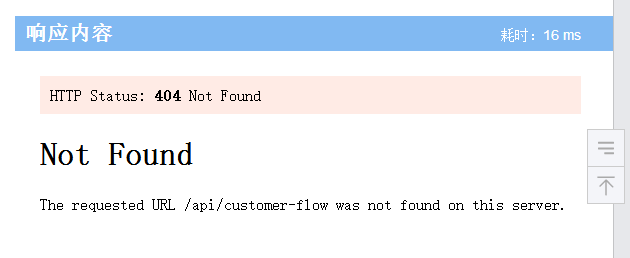 响应内容
耗时：16 ms
HTTP Status: 404 Not Found
Not Found
The requested URL /api/customer-flow was not found on this server.